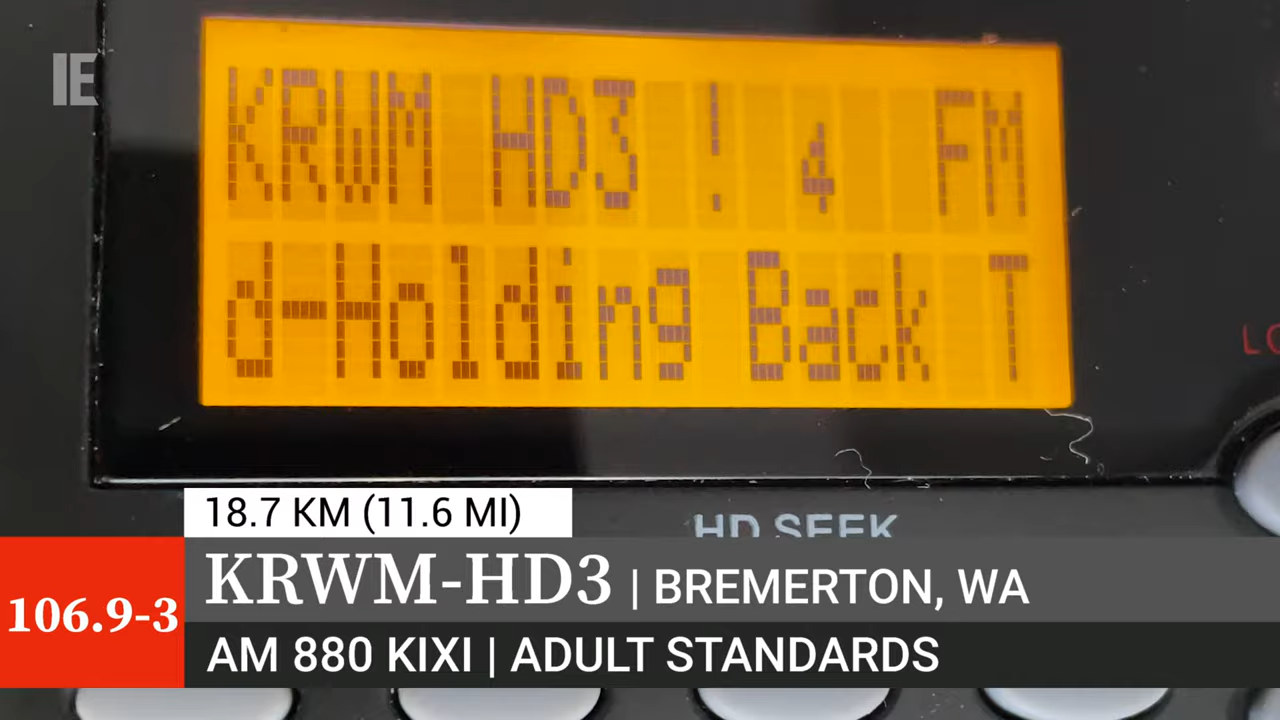 IE
KRWM HD3 ! FM
d-Holding Back T
LO
18.7 KM (11.6 MI)
HD SEEK
106.9-3
KRWM-HD3 | BREMERTON, WA
AM 880 KIXI | ADULT STANDARDS